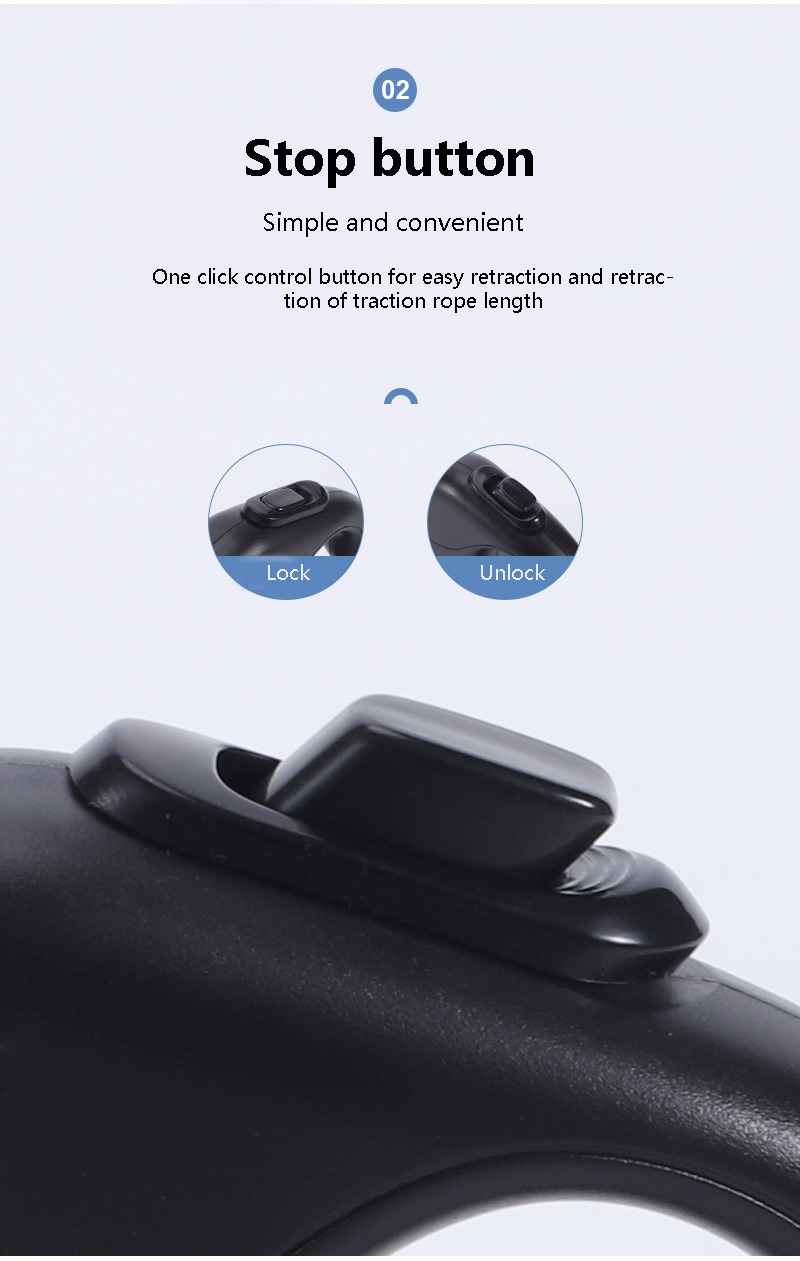 02
Stop button
Simple and convenient
One click control button for easy retraction and retrac-
tion of traction rope length
Lock
Unlock